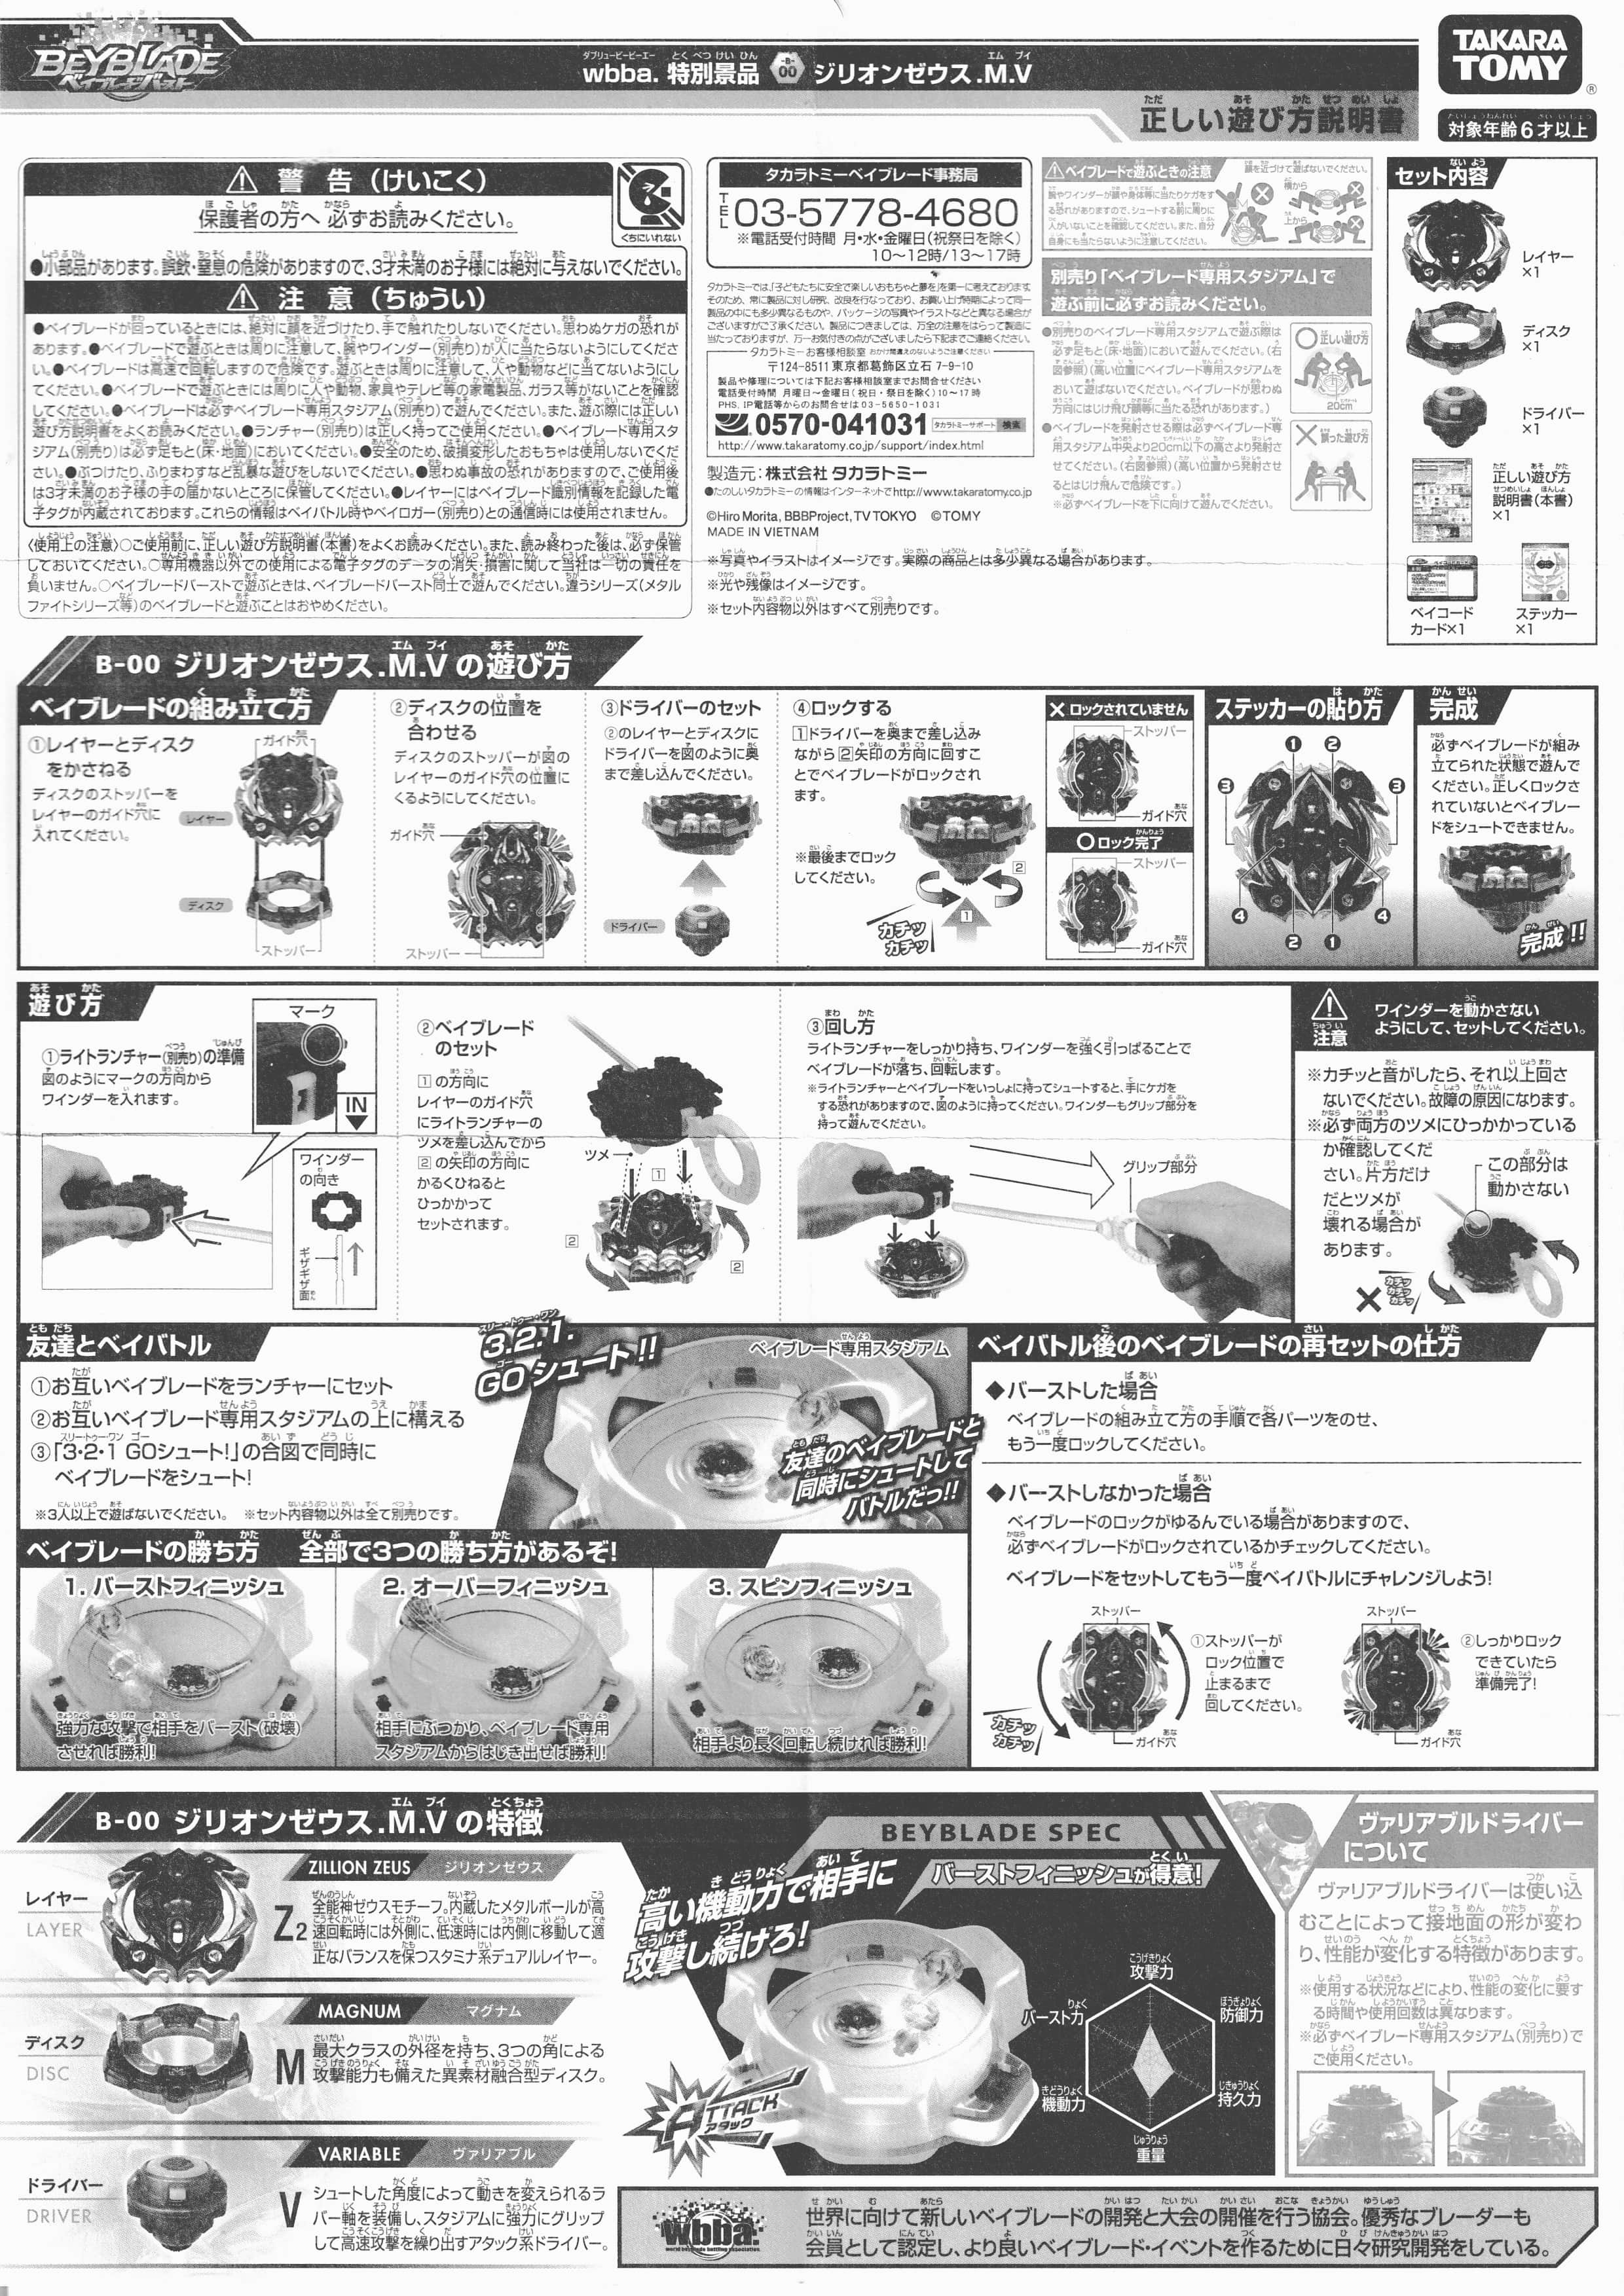 BEYBLADE
ベイブレードバースト
wbba. 特別景品 B-00 ジリオンゼウス.M.V
TAKARA TOMY
正しい遊び方説明書
対象年齢6才以上
⚠ 警 告（けいこく）
保護者の方へ 必ずお読みください。
くちにいれない
●小部品があります。誤飲・窒息の危険がありますので、3才未満のお子様には絶対に与えないでください。
⚠ 注 意（ちゅうい）
●ベイブレードが回っているときには、絶対に顔を近づけたり、手で触れたりしないでください。思わぬケガの恐れが
あります。●ベイブレードで遊ぶときは周りに注意して、腕やワインダー（別売り）が人に当たらないようにしてくださ
い。●ベイブレードは高速で回転しますので危険です。遊ぶときは周りに注意して、人や動物などに当てないようにし
てください。●ベイブレードで遊ぶときには周りに人や動物、家具やテレビ等の家電製品、ガラス等がないことを確認
してください。●ベイブレードは必ずベイブレード専用スタジアム（別売り）で遊んでください。また、遊ぶ際には正しい
遊び方説明書をよくお読みください。●ランチャー（別売り）は正しく持ってご使用ください。●ベイブレード専用スタ
ジアム（別売り）は必ず足もと（床・地面）においてください。●安全のため、破損変形したおもちゃは使用しないでくだ
さい。●ぶつけたり、ふりまわすなど乱暴な遊びをしないでください。●思わぬ事故の恐れがありますので、ご使用後
は3才未満のお子様の手の届かないところに保管してください。●レイヤーにはベイブレード識別情報を記録した電
子タグが内蔵されております。これらの情報はベイバトル時やベイロガー（別売り）との通信時には使用されません。
〈使用上の注意〉○ご使用前に、正しい遊び方説明書（本書）をよくお読みください。また、読み終わった後は、必ず保管
しておいてください。○専用機器以外での使用による電子タグのデータの消失・損害に関して当社は一切の責任を
負いません。○ベイブレードバーストで遊ぶときは、ベイブレードバースト同士で遊んでください。違うシリーズ（メタル
ファイトシリーズ等）のベイブレードと遊ぶことはおやめください。
タカラトミーベイブレード事務局
TEL 03-5778-4680
※電話受付時間 月・水・金曜日（祝祭日を除く）
10〜12時/13〜17時
タカラトミーでは、「子どもたちに安全で楽しいおもちゃと夢を」を第一に考えております。
そのため、常に製品に対し研究、改良を行なっており、お買い上げ時期によって同一
製品の中にも多少異なるものや、パッケージの写真やイラストなどと異なる場合が
ございますがご了承ください。製品につきましては、万全の注意をはらって製造に
当たっておりますが、万一お気付きの点がございましたら下記までご連絡ください。
タカラトミーお客様相談室 おかけ間違えのないようご注意ください
〒124-8511 東京都葛飾区立石 7-9-10
製品や修理については下記お客様相談室までお問合せください
電話受付時間 月曜日〜金曜日（祝日・祭日を除く）10〜17時
PHS、IP電話等からのお問合せは 03-5650-1031
0570-041031 タカラトミーサポート 検索
http://www.takaratomy.co.jp/support/index.html
製造元：株式会社 タカラトミー
●たのしいタカラトミーの情報はインターネットで http://www.takaratomy.co.jp
©Hiro Morita, BBBProject, TV TOKYO ©TOMY
MADE IN VIETNAM
※写真やイラストはイメージです。実際の商品とは多少異なる場合があります。
※光や残像はイメージです。
※セット内容物以外はすべて別売りです。
⚠ベイブレードで遊ぶときの注意
顔を近づけて遊ばないでください。
横から
上から
腕やワインダーが顔や身体等に当たりケガをす
る恐れがありますので、シュートする前に周りに
人がいないことを確認してください。また、自分
自身にも当たらないように注意してください。
別売り「ベイブレード専用スタジアム」で
遊ぶ前に必ずお読みください。
●別売りのベイブレード専用スタジアムで遊ぶ際は
必ず足もと（床・地面）において遊んでください。（右
図参照）（高い位置にベイブレード専用スタジアムを
おいて遊ばないでください。ベイブレードが思わぬ
方向にはじけ飛び顔等に当たる恐れがあります。）
●ベイブレードを発射させる際は必ずベイブレード専
用スタジアム中央より20cm以下の高さより発射さ
せてください。（右図参照）（高い位置から発射させ
るとはじけ飛んで危険です。）
※必ずベイブレードを下に向けて遊んでください。
○正しい遊び方
20cm
×誤った遊び方
セット内容
レイヤー
×1
ディスク
×1
ドライバー
×1
正しい遊び方
説明書（本書）
×1
ベイコード
カード×1
ステッカー
×1
B-00 ジリオンゼウス.M.V の遊び方
ベイブレードの組み立て方
①レイヤーとディスク
をかさねる
ディスクのストッパーを
レイヤーのガイド穴に
入れてください。
ガイド穴
レイヤー
ディスク
ストッパー
②ディスクの位置を
合わせる
ディスクのストッパーが図の
レイヤーのガイド穴の位置に
くるようにしてください。
ガイド穴
ストッパー
③ドライバーのセット
②のレイヤーとディスクに
ドライバーを図のように奥
まで差し込んでください。
ドライバー
④ロックする
1ドライバーを奥まで差し込み
ながら2矢印の方向に回すこ
とでベイブレードがロックされ
ます。
※最後までロック
してください。
2
1
カチッ
カチッ
×ロックされていません
ストッパー
ガイド穴
○ロック完了
ストッパー
ガイド穴
ステッカーの貼り方
❶ ❷
❸ ❸
❹ ❹
❷ ❶
完成
必ずベイブレードが組み
立てられた状態で遊んで
ください。正しくロックさ
れていないとベイブレー
ドをシュートできません。
完成!!
遊び方
①ライトランチャー（別売り）の準備
図のようにマークの方向から
ワインダーを入れます。
マーク
IN
ワインダー
の向き
ギザギザ面
②ベイブレード
のセット
1の方向に
レイヤーのガイド穴
にライトランチャーの
ツメを差し込んでから
2の矢印の方向に
かるくひねると
ひっかかって
セットされます。
ツメ
1
2
2
③回し方
ライトランチャーをしっかり持ち、ワインダーを強く引っぱることで
ベイブレードが落ち、回転します。
※ライトランチャーとベイブレードをいっしょに持ってシュートすると、手にケガを
する恐れがありますので、図のように持ってください。ワインダーもグリップ部分を
持って遊んでください。
グリップ部分
⚠注意
ワインダーを動かさない
ようにして、セットしてください。
※カチッと音がしたら、それ以上回さ
ないでください。故障の原因になります。
※必ず両方のツメにひっかかっている
か確認してくだ
さい。片方だけ
だとツメが
壊れる場合が
あります。
この部分は
動かさない
×
カチッ
カチッ
カチッ
友達とベイバトル
①お互いベイブレードをランチャーにセット
②お互いベイブレード専用スタジアムの上に構える
③「3・2・1 GOシュート!」の合図で同時に
ベイブレードをシュート!
※3人以上で遊ばないでください。 ※セット内容物以外は全て別売りです。
3.2.1.
GOシュート!!
ベイブレード専用スタジアム
友達のベイブレードと
同時にシュートして
バトルだっ!!
ベイブレードの勝ち方 全部で3つの勝ち方があるぞ!
1. バーストフィニッシュ
強力な攻撃で相手をバースト（破壊）
させれば勝利!
2. オーバーフィニッシュ
相手にぶつかり、ベイブレード専用
スタジアムからはじき出せば勝利!
3. スピンフィニッシュ
相手より長く回転し続ければ勝利!
ベイバトル後のベイブレードの再セットの仕方
◆バーストした場合
ベイブレードの組み立て方の手順で各パーツをのせ、
もう一度ロックしてください。
◆バーストしなかった場合
ベイブレードのロックがゆるんでいる場合がありますので、
必ずベイブレードがロックされているかチェックしてください。
ベイブレードをセットしてもう一度ベイバトルにチャレンジしよう!
ストッパー
①ストッパーが
ロック位置で
止まるまで
回してください。
カチッ
カチッ
ガイド穴
ストッパー
②しっかりロック
できていたら
準備完了!
ガイド穴
B-00 ジリオンゼウス.M.V の特徴
レイヤー
LAYER
ZILLION ZEUS ジリオンゼウス
Z2
全能神ゼウスモチーフ。内蔵したメタルボールが高
速回転時には外側に、低速時には内側に移動して適
正なバランスを保つスタミナ系デュアルレイヤー。
ディスク
DISC
MAGNUM マグナム
M
最大クラスの外径を持ち、3つの角による
攻撃能力も備えた異素材融合型ディスク。
ドライバー
DRIVER
VARIABLE ヴァリアブル
V
シュートした角度によって動きを変えられるラ
バー軸を装備し、スタジアムに強力にグリップ
して高速攻撃を繰り出すアタック系ドライバー。
BEYBLADE SPEC
高い機動力で相手に
攻撃し続けろ!
バーストフィニッシュが得意!
ATTACK
アタック
攻撃力
防御力
持久力
重量
機動力
バースト力
ヴァリアブルドライバー
について
ヴァリアブルドライバーは使い込
むことによって接地面の形が変わ
り、性能が変化する特徴があります。
※使用する状況などにより、性能の変化に要す
る時間や使用回数は異なります。
※必ずベイブレード専用スタジアム（別売り）で
ご使用ください。
wbba.
world beyblade battling association.
世界に向けて新しいベイブレードの開発と大会の開催を行う協会。優秀なブレーダーも
会員として認定し、より良いベイブレード・イベントを作るために日々研究開発をしている。